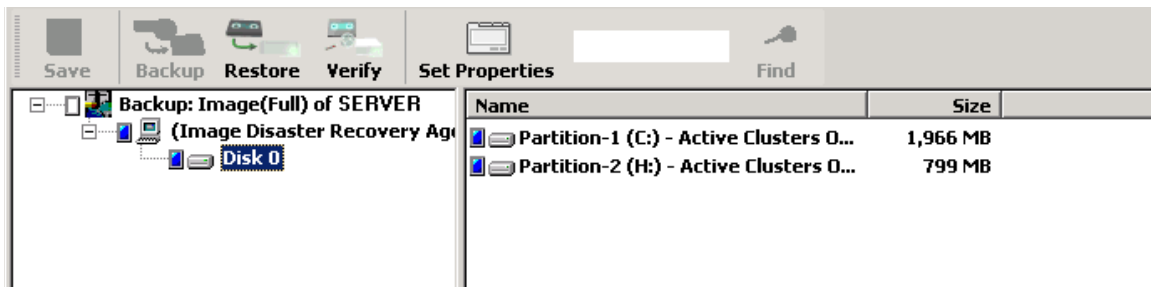 Save Backup Restore Verify Set Properties Find
Backup: Image(Full) of SERVER
(Image Disaster Recovery Age
Disk 0
Name Size
Partition-1 (C:) - Active Clusters O... 1,966 MB
Partition-2 (H:) - Active Clusters O... 799 MB